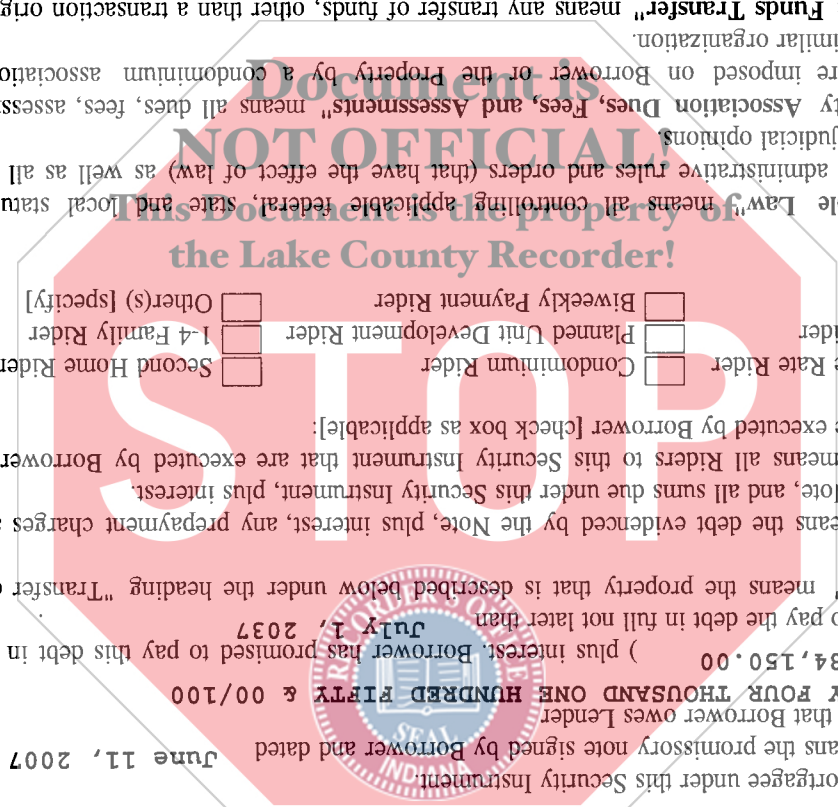 ortgagee under this Security Instrument.
ans the promissory note signed by Borrower and dated June 11, 2007
that Borrower owes Lender
Y FOUR THOUSAND ONE HUNDRED FIFTY & 00/100
34,150.00 ) plus interest. Borrower has promised to pay this debt in
o pay the debt in full not later than July 1, 2037.
" means the property that is described below under the heading "Transfer o
eans the debt evidenced by the Note, plus interest, any prepayment charges a
Note, and all sums due under this Security Instrument, plus interest.
means all Riders to this Security Instrument that are executed by Borrower
e executed by Borrower [check box as applicable]:
e Rate Rider Condominium Rider Second Home Rider
ider Planned Unit Development Rider 1-4 Family Rider
Biweekly Payment Rider Other(s) [specify]
le Law" means all controlling applicable federal, state and local statu
administrative rules and orders (that have the effect of law) as well as all
judicial opinions.
ty Association Dues, Fees, and Assessments" means all dues, fees, assess
re imposed on Borrower or the Property by a condominium associatio
imilar organization.
Funds Transfer" means any transfer of funds, other than a transaction orig
Document is
NOT OFFICIAL!
This Document is the property of
the Lake County Recorder!
STOP
RECORDER'S OFFICE
SEAL
INDIANA